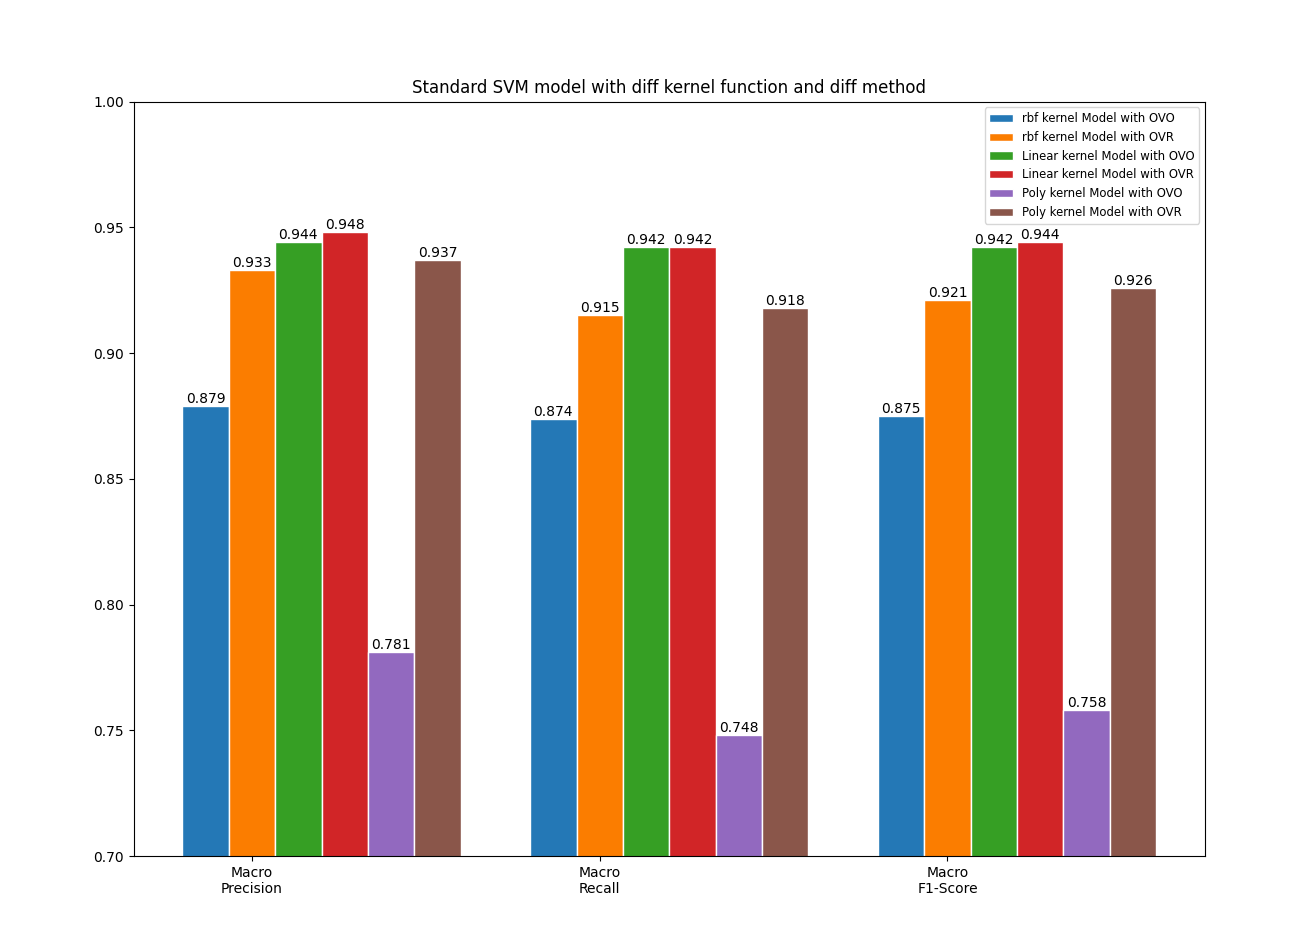 Standard SVM model with diff kernel function and diff method
1.00
0.95
0.90
0.85
0.80
0.75
0.70
rbf kernel Model with OVO
rbf kernel Model with OVR
Linear kernel Model with OVO
Linear kernel Model with OVR
Poly kernel Model with OVO
Poly kernel Model with OVR
0.879
0.933
0.944
0.948
0.781
0.937
0.874
0.915
0.942
0.942
0.748
0.918
0.875
0.921
0.942
0.944
0.758
0.926
Macro
Precision
Macro
Recall
Macro
F1-Score